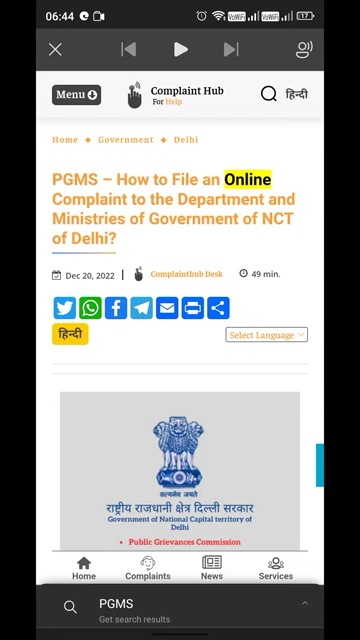 06:44
VoWiFi VoWiFi 17
Menu
Complaint Hub
For Help
हिन्दी
Home ◆ Government ◆ Delhi
PGMS – How to File an Online
Complaint to the Department and
Ministries of Government of NCT
of Delhi?
Dec 20, 2022 | Complainthub Desk 49 min.
हिन्दी
Select Language
सत्यमेव जयते
राष्ट्रीय राजधानी क्षेत्र दिल्ली सरकार
Government of National Capital territory of
Delhi
• Public Grievances Commission
Home Complaints News Services
PGMS
Get search results